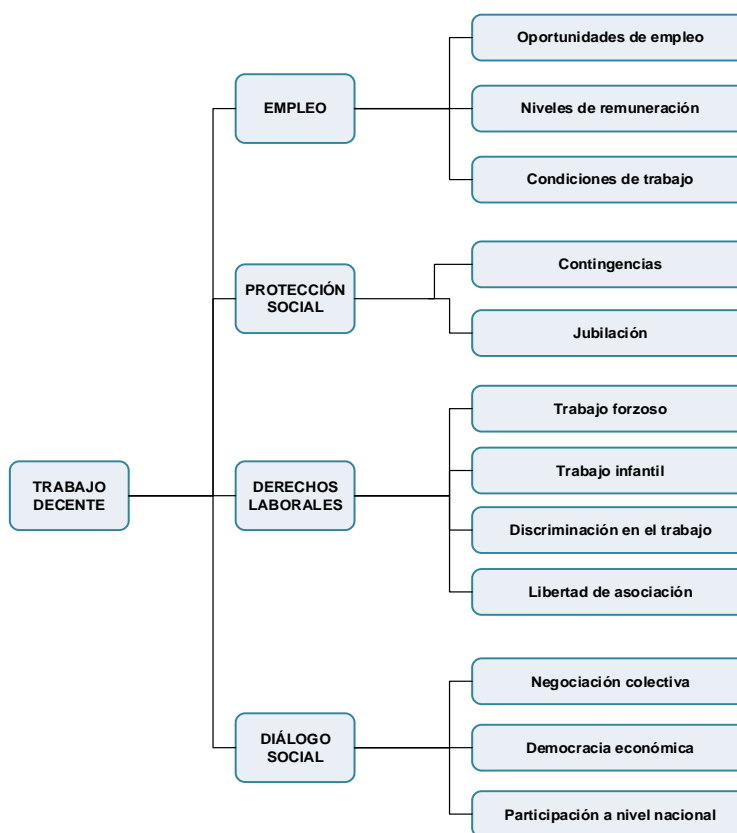 Oportunidades de empleo
EMPLEO
Niveles de remuneración
Condiciones de trabajo
Contingencias
PROTECCIÓN
SOCIAL
Jubilación
Trabajo forzoso
Trabajo infantil
TRABAJO
DECENTE
DERECHOS
LABORALES
Discriminación en el trabajo
Libertad de asociación
Negociación colectiva
DIÁLOGO
SOCIAL
Democracia económica
Participación a nivel nacional